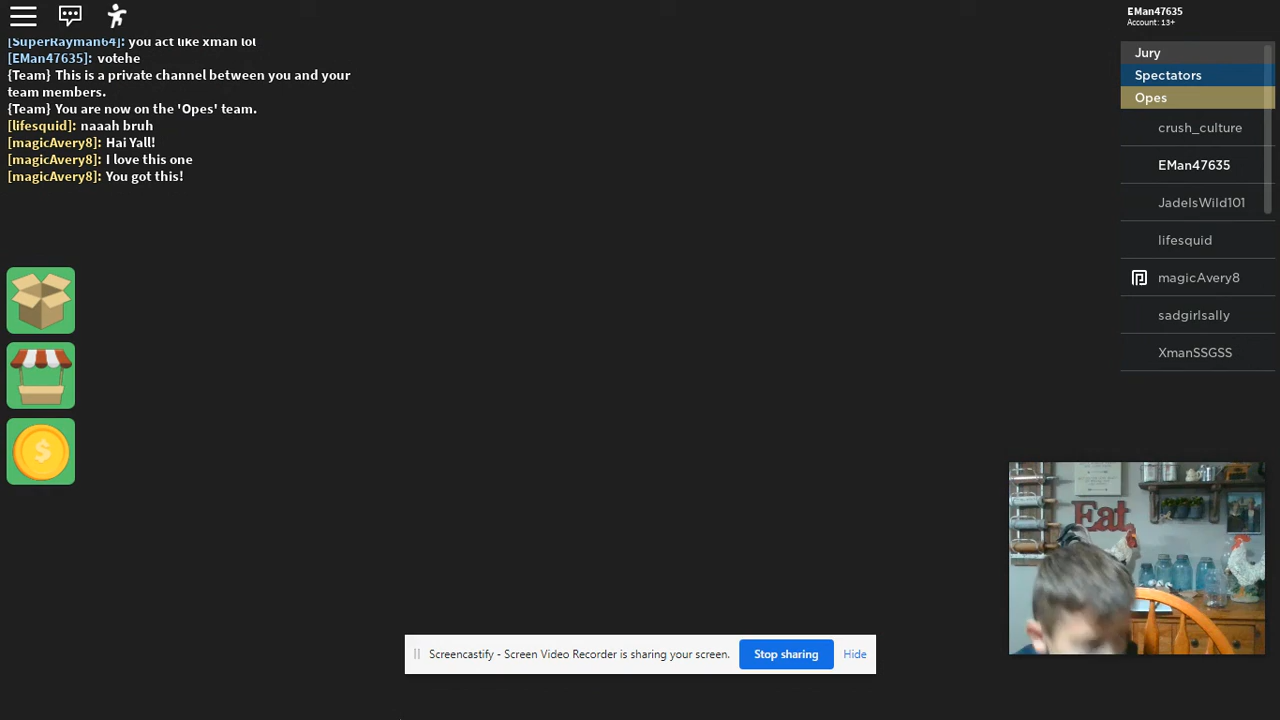 EMan47635
Account: 13+
[SuperRayman64]: you act like xman lol
[EMan47635]: votehe
{Team} This is a private channel between you and your
team members.
{Team} You are now on the 'Opes' team.
[lifesquid]: naaah bruh
[magicAvery8]: Hai Yall!
[magicAvery8]: I love this one
[magicAvery8]: You got this!
Jury
Spectators
Opes
crush_culture
EMan47635
JadeIsWild101
lifesquid
magicAvery8
sadgirlsally
XmanSSGSS
$
Eat
Screencastify - Screen Video Recorder is sharing your screen.
Stop sharing
Hide